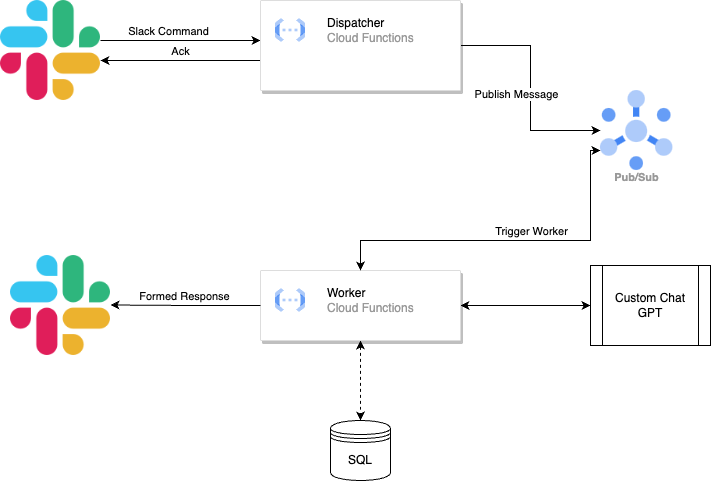 Slack Command
Ack
Dispatcher
Cloud Functions
Publish Message
Pub/Sub
Trigger Worker
Formed Response
Worker
Cloud Functions
Custom Chat
GPT
SQL